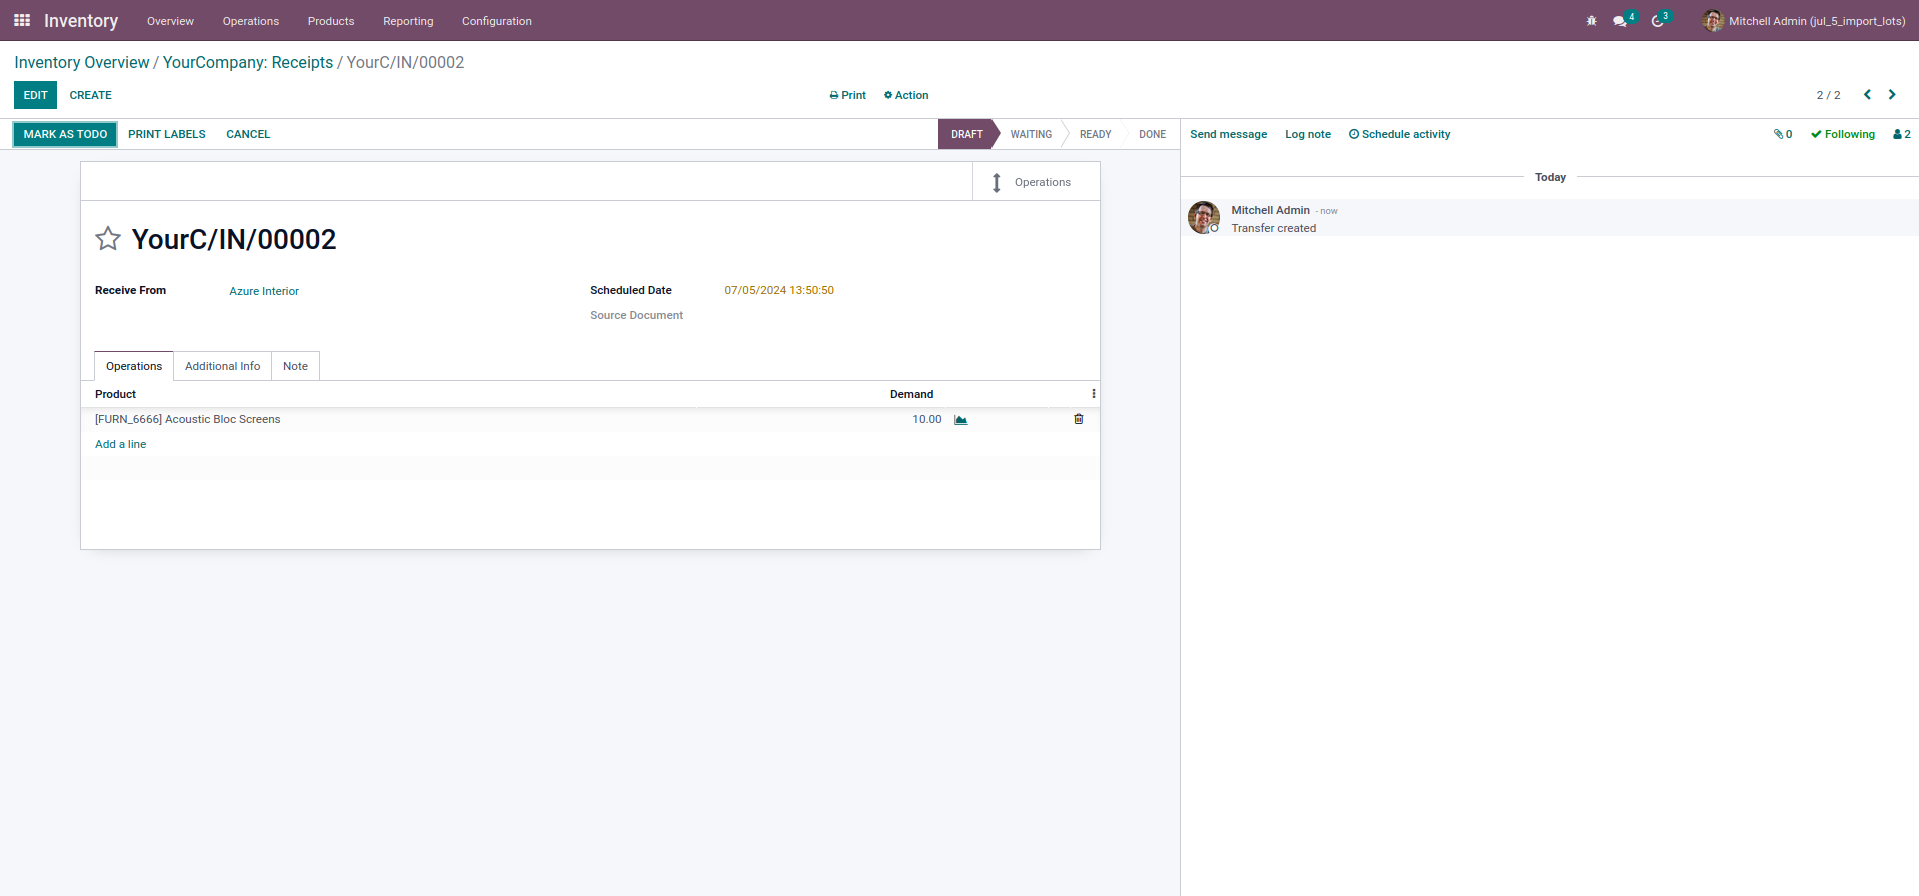 Inventory Overview Operations Products Reporting Configuration 4 3 Mitchell Admin (jul_5_import_lots)
Inventory Overview / YourCompany: Receipts / YourC/IN/00002
EDIT CREATE Print Action 2 / 2
MARK AS TODO PRINT LABELS CANCEL DRAFT WAITING READY DONE
Send message Log note Schedule activity 0 Following 2
Operations
YourC/IN/00002
Receive From Azure Interior Scheduled Date 07/05/2024 13:50:50
Source Document
Operations Additional Info Note
Product Demand
[FURN_6666] Acoustic Bloc Screens 10.00
Add a line
Today
Mitchell Admin - now
Transfer created